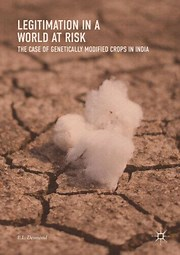 LEGITIMATION IN A
WORLD AT RISK
THE CASE OF GENETICALLY MODIFIED CROPS IN INDIA